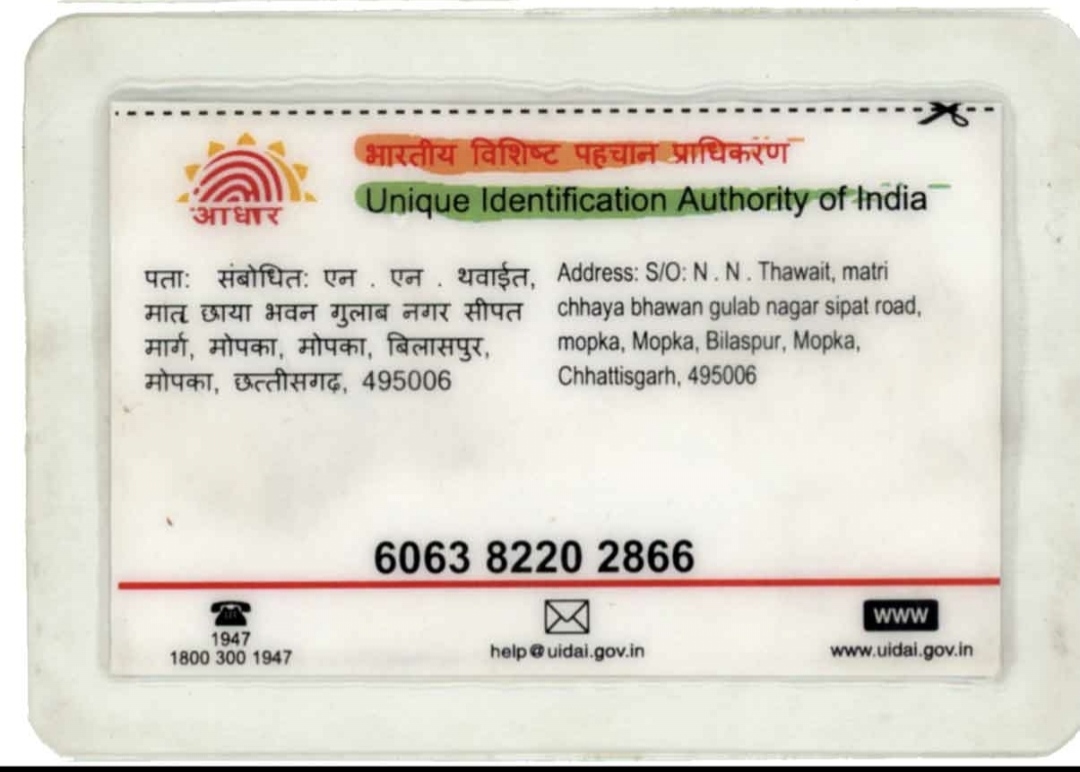 भारतीय विशिष्ट पहचान प्राधिकरण
Unique Identification Authority of India
आधार
पता: संबोधित: एन . एन . थवाईत,
मातृ छाया भवन गुलाब नगर सीपत
मार्ग, मोपका, मोपका, बिलासपुर,
मोपका, छत्तीसगढ़, 495006
Address: S/O: N . N . Thawait, matri
chhaya bhawan gulab nagar sipat road,
mopka, Mopka, Bilaspur, Mopka,
Chhattisgarh, 495006
6063 8220 2866
1947
1800 300 1947
help@uidai.gov.in
WWW
www.uidai.gov.in